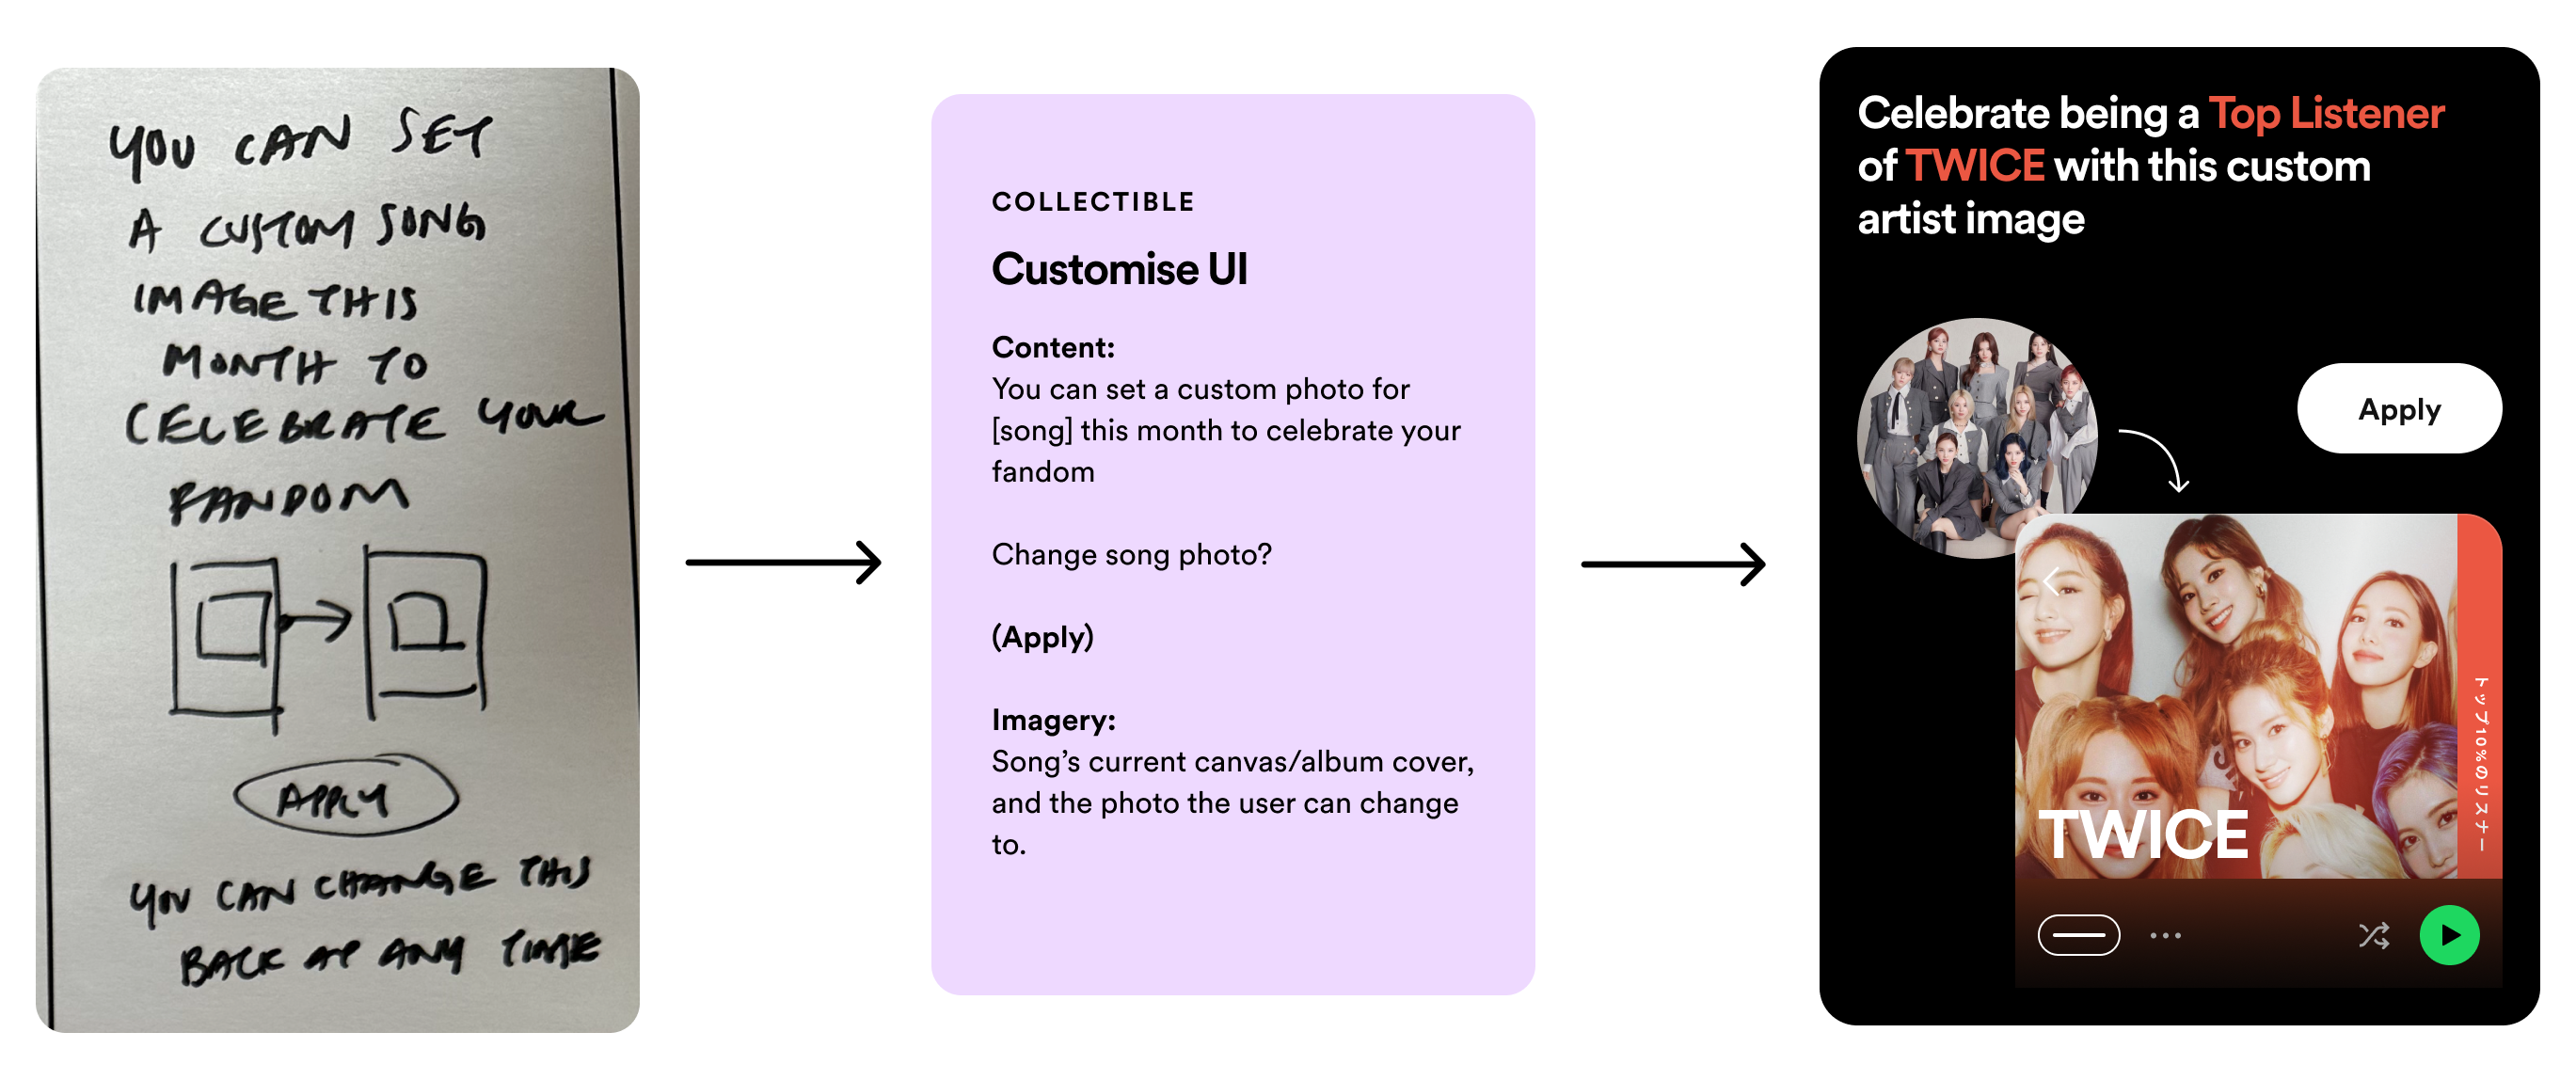 YOU CAN SET
A CUSTOM SONG
IMAGE THIS
MONTH TO
CELEBRATE YOUR
FANDOM
APPLY
YOU CAN CHANGE THIS
BACK AT ANY TIME
COLLECTIBLE
Customise UI
Content:
You can set a custom photo for
[song] this month to celebrate your
fandom
Change song photo?
(Apply)
Imagery:
Song’s current canvas/album cover,
and the photo the user can change
to.
Celebrate being a Top Listener
of TWICE with this custom
artist image
Apply
トップ10%のリスナー
TWICE